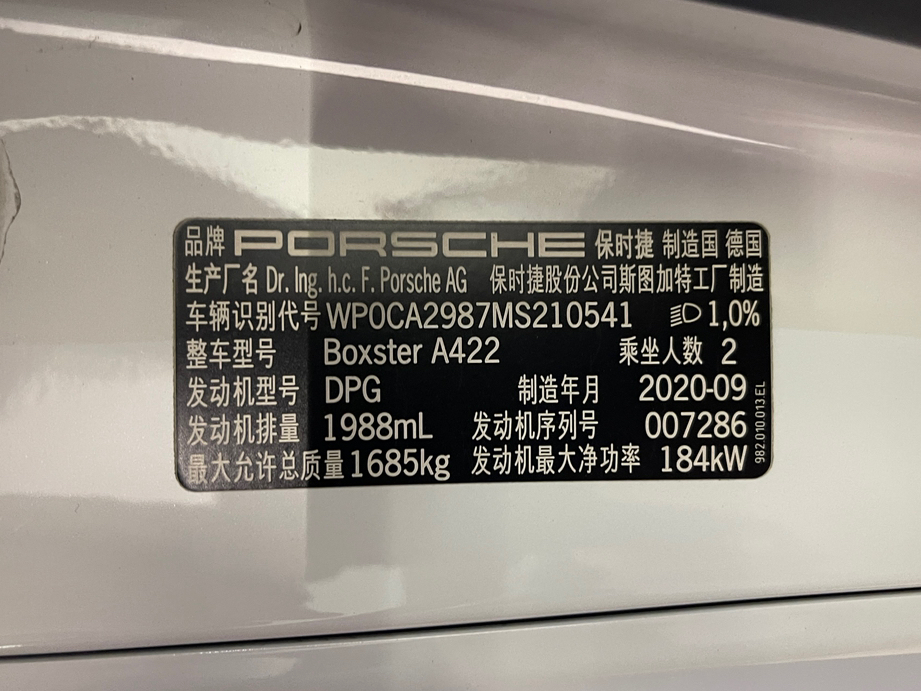 品牌 PORSCHE 保时捷 制造国 德国
生产厂名 Dr. Ing. h.c. F. Porsche AG 保时捷股份公司斯图加特工厂制造
车辆识别代号 WP0CA2987MS210541 1,0%
整车型号 Boxster A422 乘坐人数 2
发动机型号 DPG 制造年月 2020-09
发动机排量 1988mL 发动机序列号 007286
最大允许总质量 1685kg 发动机最大净功率 184kW
982.010.013.EL